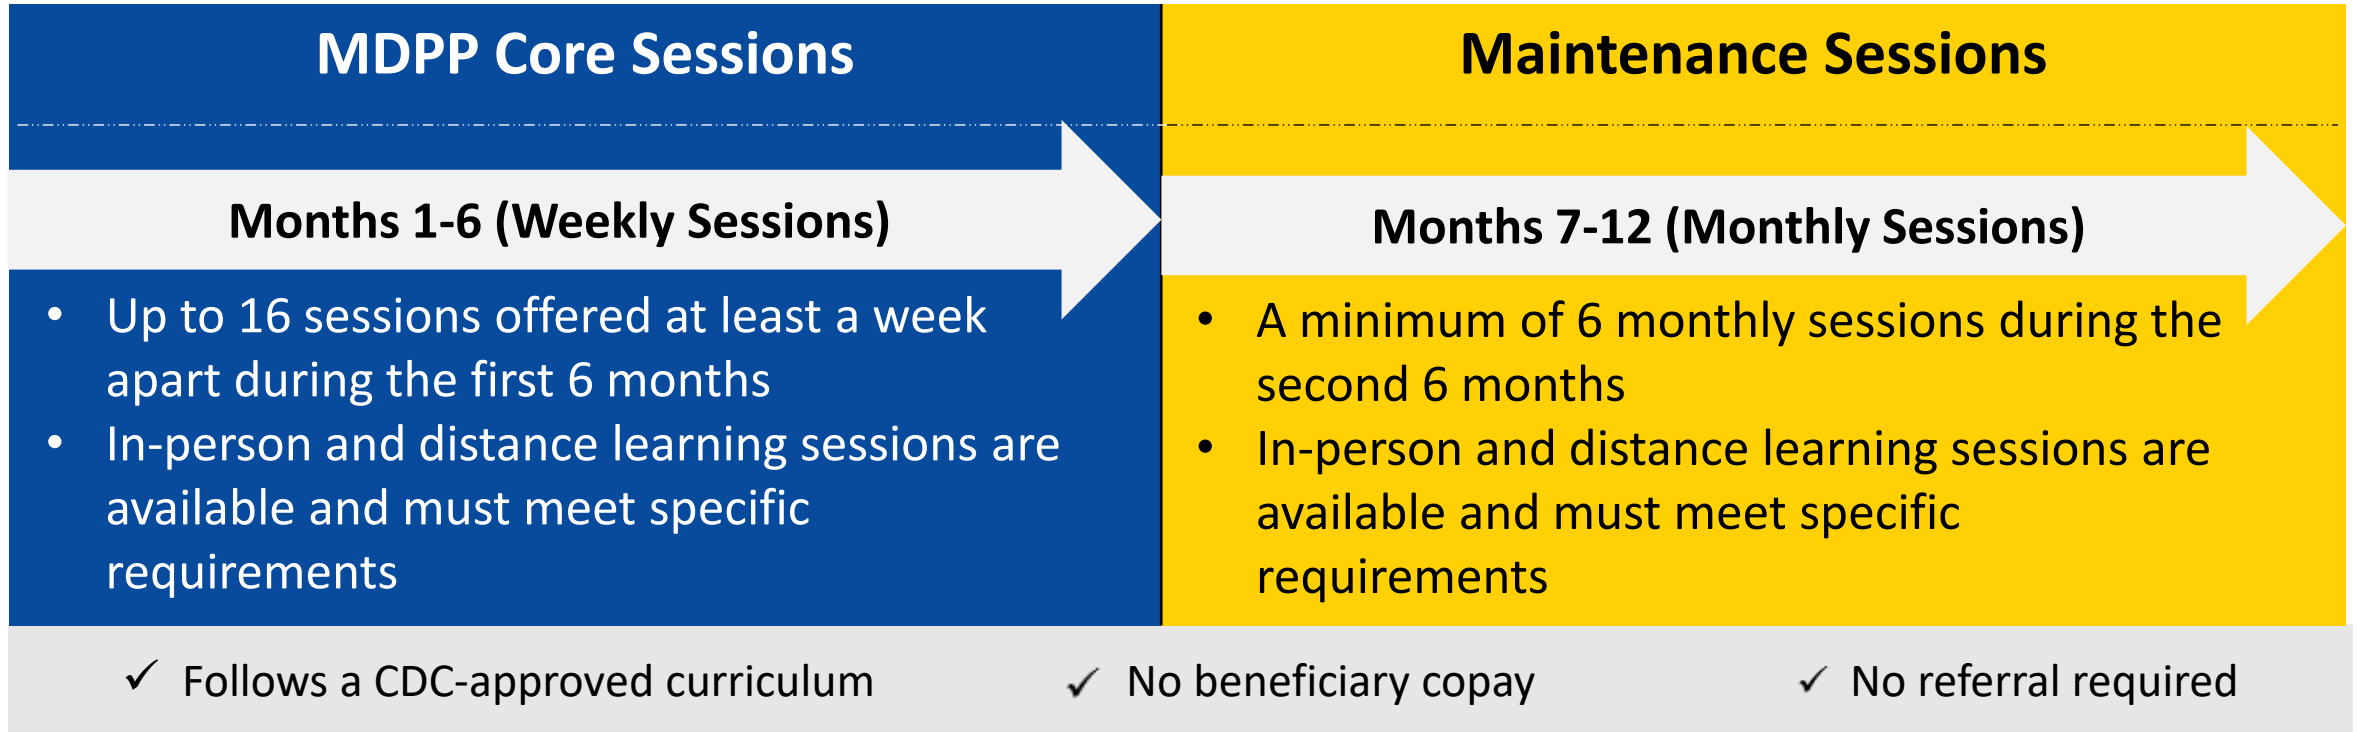 MDPP Core Sessions
Months 1-6 (Weekly Sessions)
• Up to 16 sessions offered at least a week
apart during the first 6 months
• In-person and distance learning sessions are
available and must meet specific
requirements
Maintenance Sessions
Months 7-12 (Monthly Sessions)
• A minimum of 6 monthly sessions during the
second 6 months
• In-person and distance learning sessions are
available and must meet specific
requirements
✓ Follows a CDC-approved curriculum
✓ No beneficiary copay
✓ No referral required